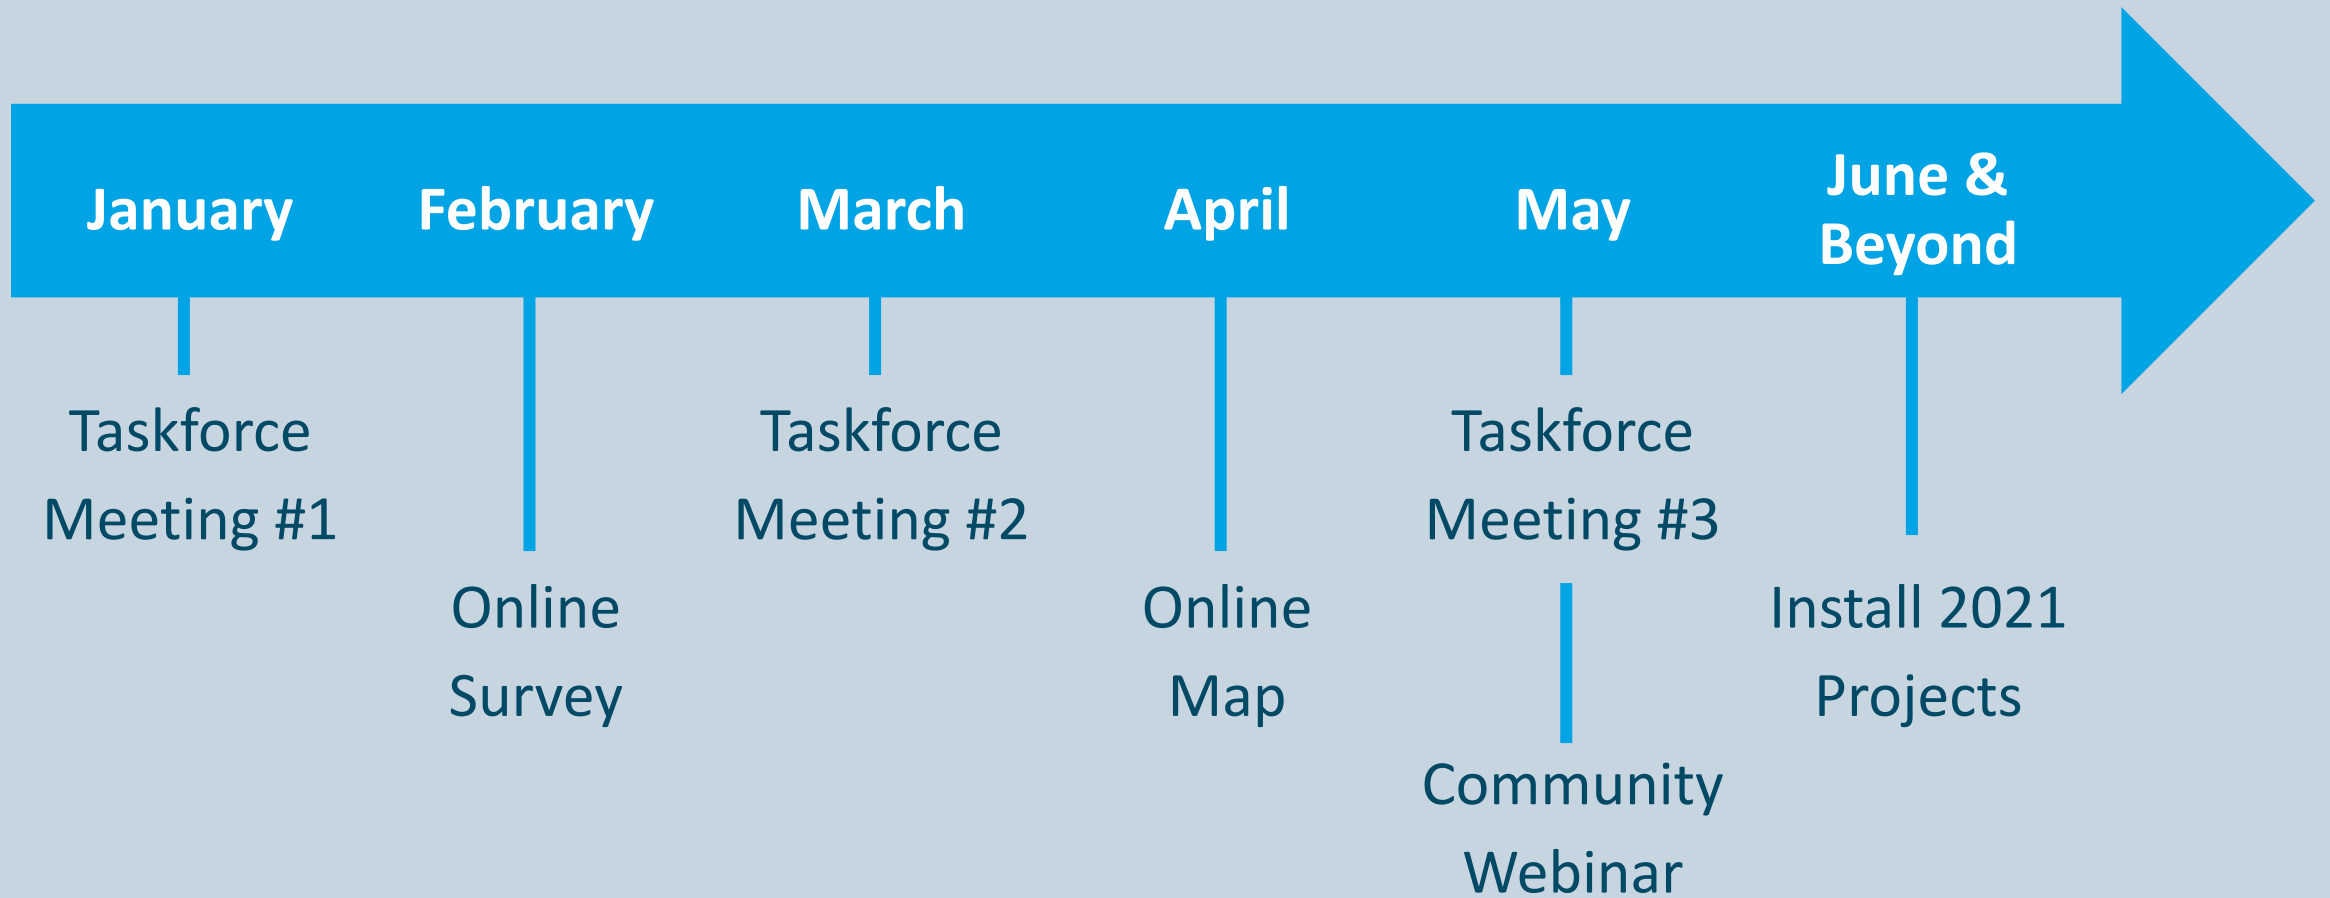 January
February
March
April
May
June &
Beyond
Taskforce
Meeting #1
Online
Survey
Taskforce
Meeting #2
Online
Map
Taskforce
Meeting #3
Community
Webinar
Install 2021
Projects